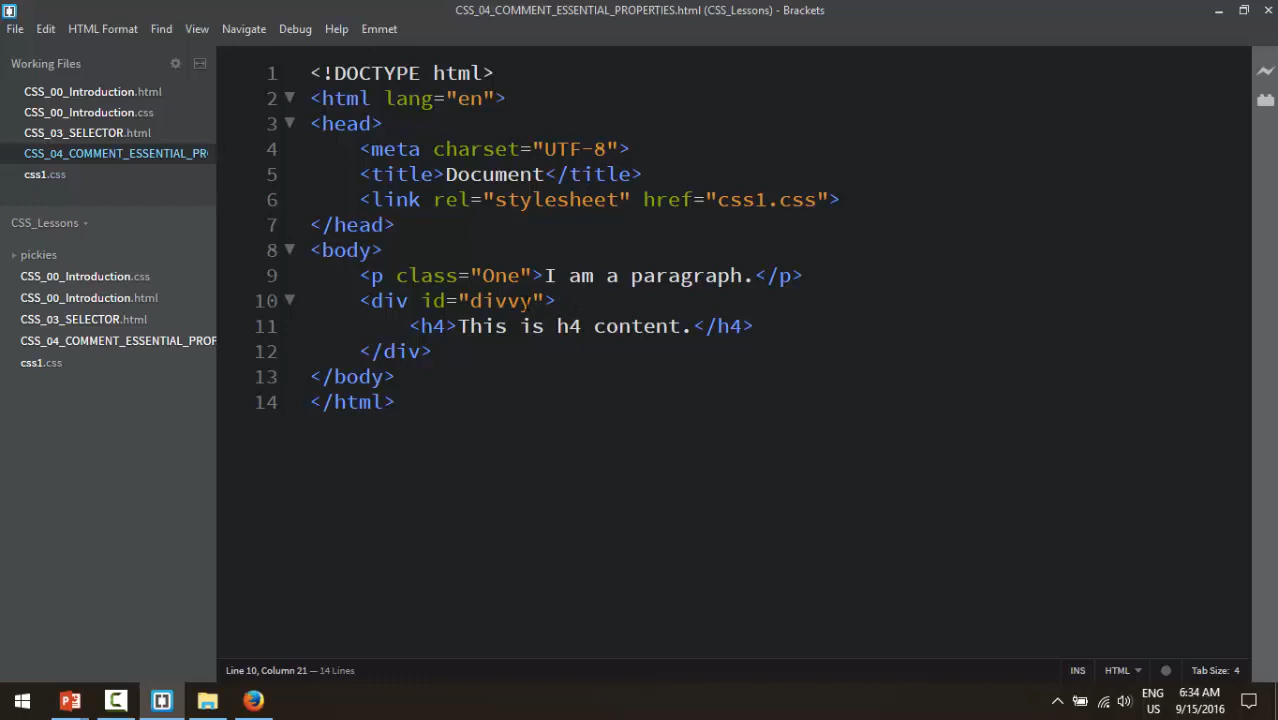 CSS_04_COMMENT_ESSENTIAL_PROPERTIES.html (CSS_Lessons) - Brackets
File Edit HTML Format Find View Navigate Debug Help Emmet
Working Files
CSS_00_Introduction.html
CSS_00_Introduction.css
CSS_03_SELECTOR.html
CSS_04_COMMENT_ESSENTIAL_PR
css1.css
CSS_Lessons
pickies
CSS_00_Introduction.css
CSS_00_Introduction.html
CSS_03_SELECTOR.html
CSS_04_COMMENT_ESSENTIAL_PROF
css1.css
1 <!DOCTYPE html>
2 <html lang="en">
3 <head>
4 <meta charset="UTF-8">
5 <title>Document</title>
6 <link rel="stylesheet" href="css1.css">
7 </head>
8 <body>
9 <p class="One">I am a paragraph.</p>
10 <div id="divvy">
11 <h4>This is h4 content.</h4>
12 </div>
13 </body>
14 </html>
Line 10, Column 21 — 14 Lines
INS HTML Tab Size: 4
ENG 6:34 AM
US 9/15/2016